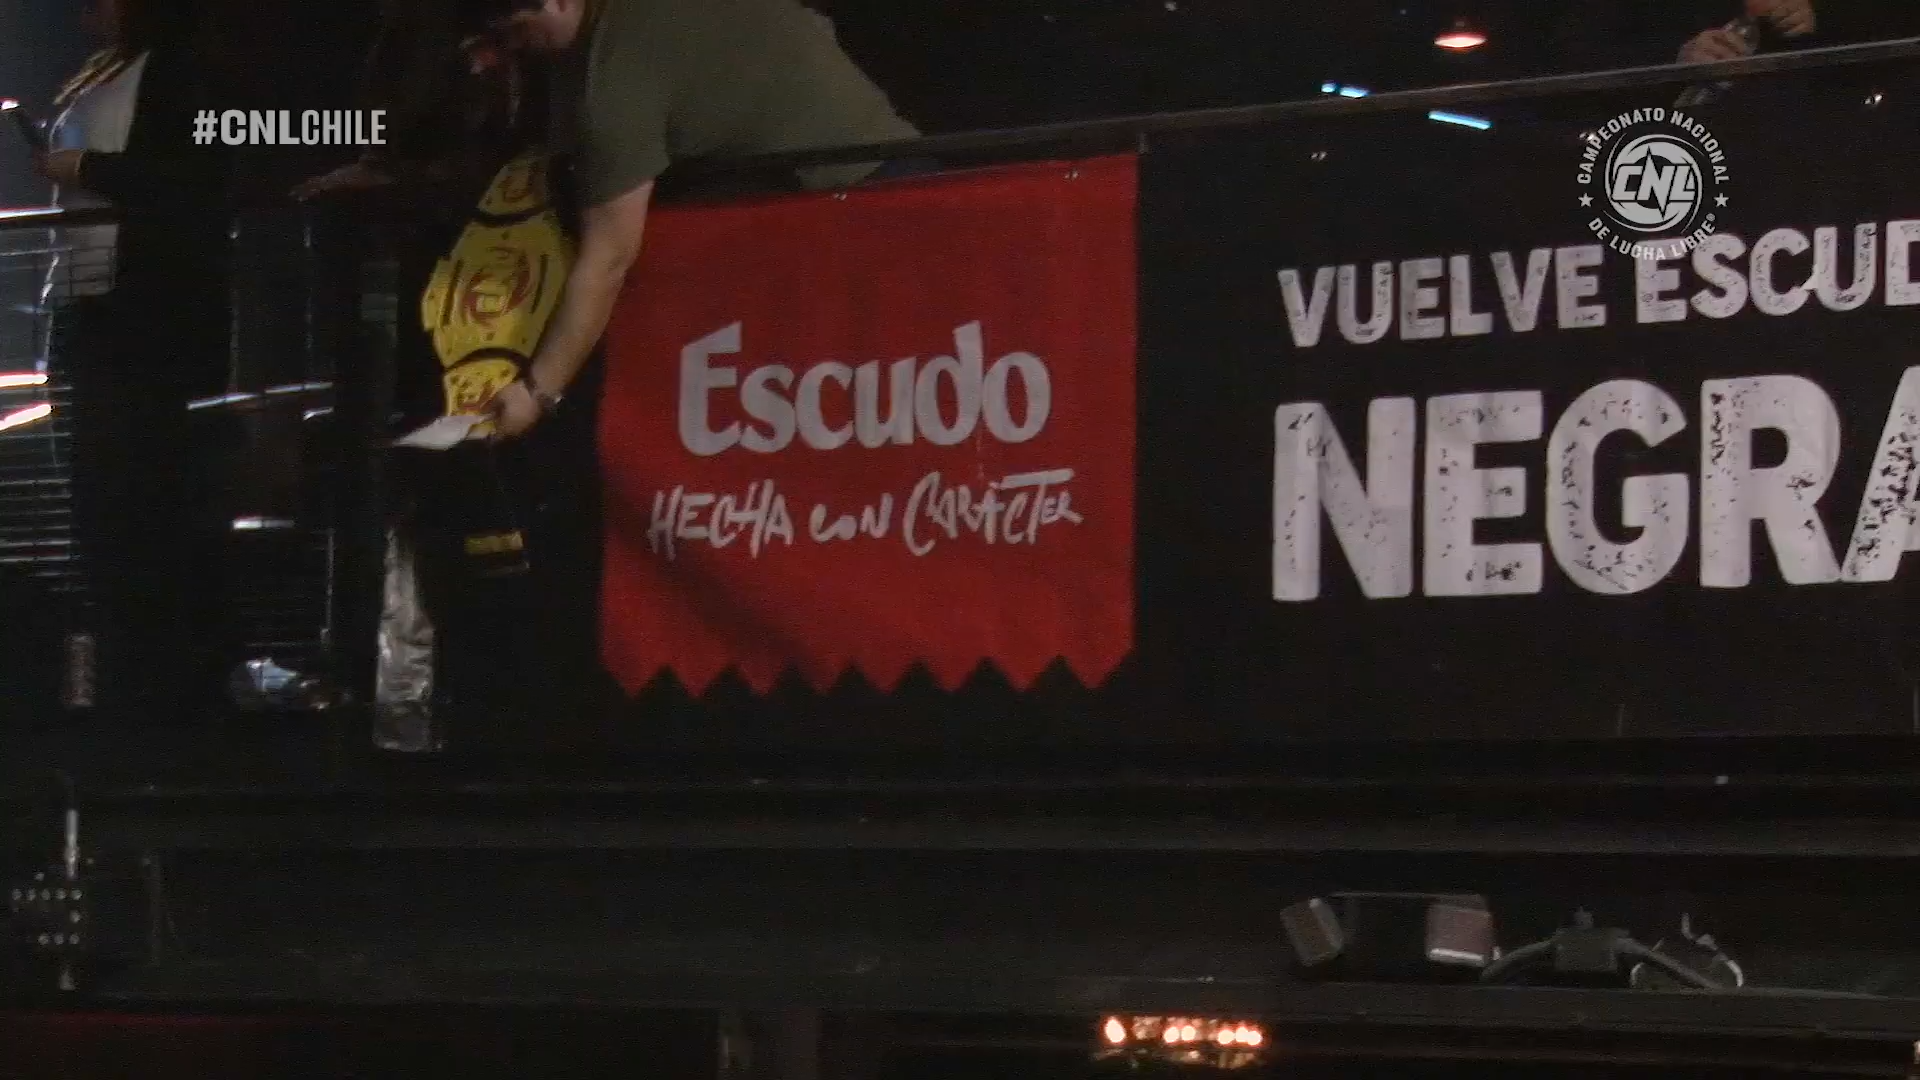 #CNLCHILE
CAMPEONATO NACIONAL
CNL
DE LUCHA LIBRE®
Escudo
HECHA CON CARÁCTER
VUELVE ESCUD
NEGRA